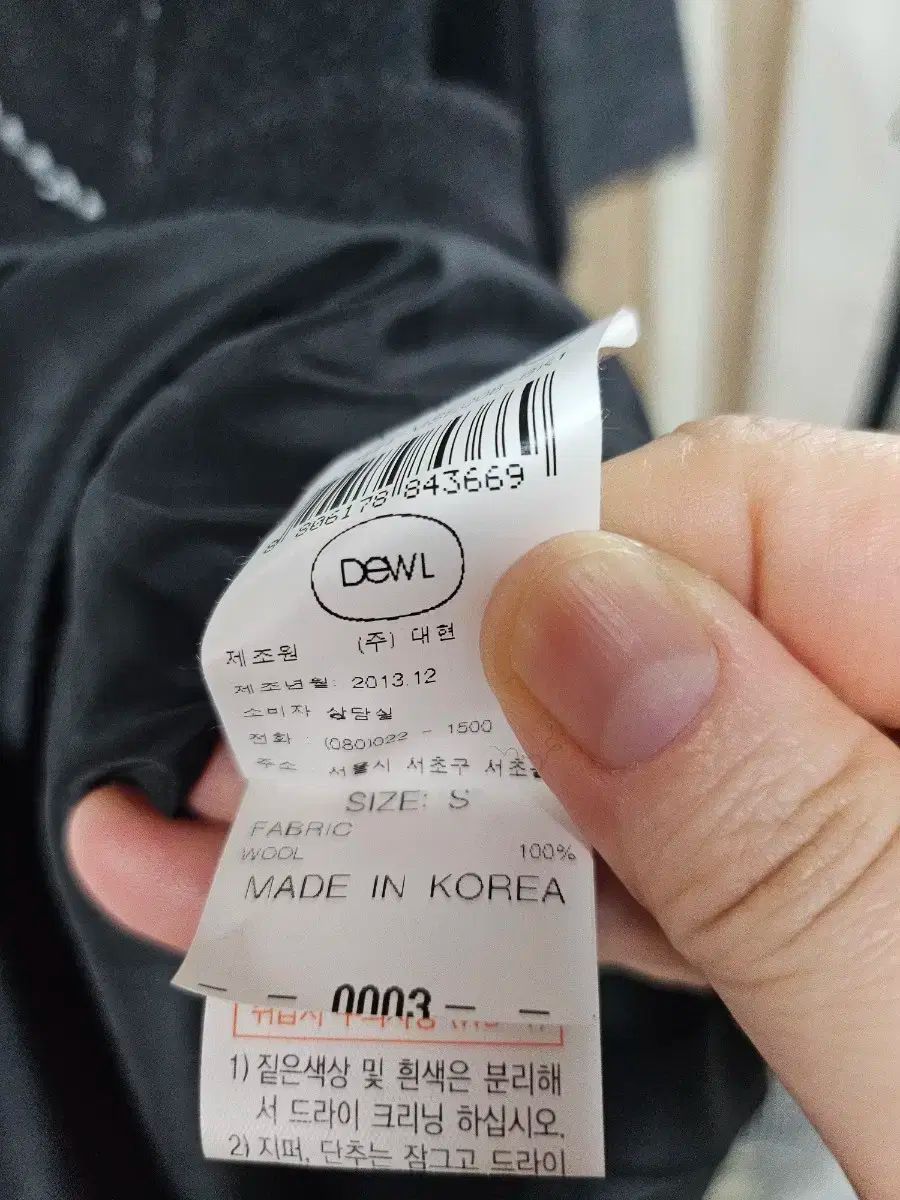 8 806178 843669
DEWL
제조원 (주) 대현
제조년월: 2013.12
소비자 상담실
전화 : (080)022 - 1500
주소 : 서울시 서초구
SIZE: S
FABRIC
WOOL 100%
MADE IN KOREA
— — 0003 — —
1) 짙은색상 및 흰색은 분리해
서 드라이 크리닝 하십시오.
2) 지퍼, 단추는 잠그고 드라이